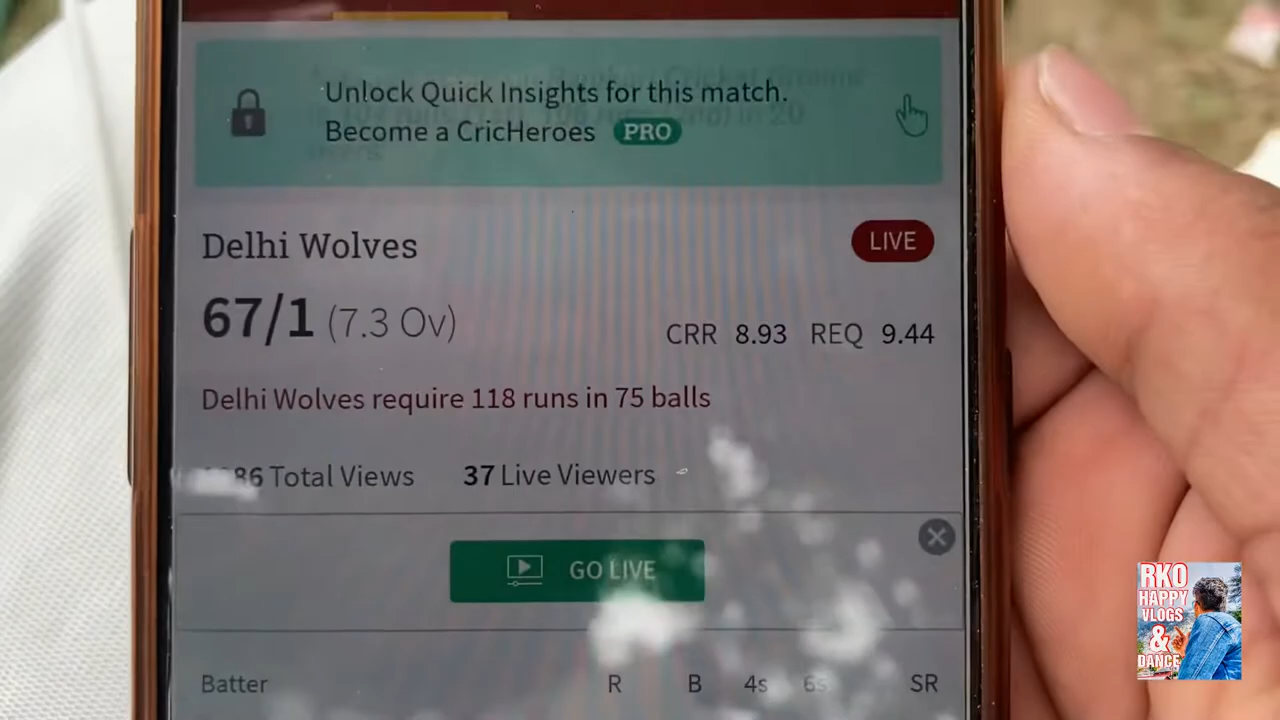 Unlock Quick Insights for this match.
Become a CricHeroes PRO
Delhi Wolves
LIVE
67/1 (7.3 Ov)
CRR 8.93 REQ 9.44
Delhi Wolves require 118 runs in 75 balls
Total Views 37 Live Viewers
GO LIVE
Batter R B 4s 6s SR
RKO
HAPPY
VLOGS
&
DANCE